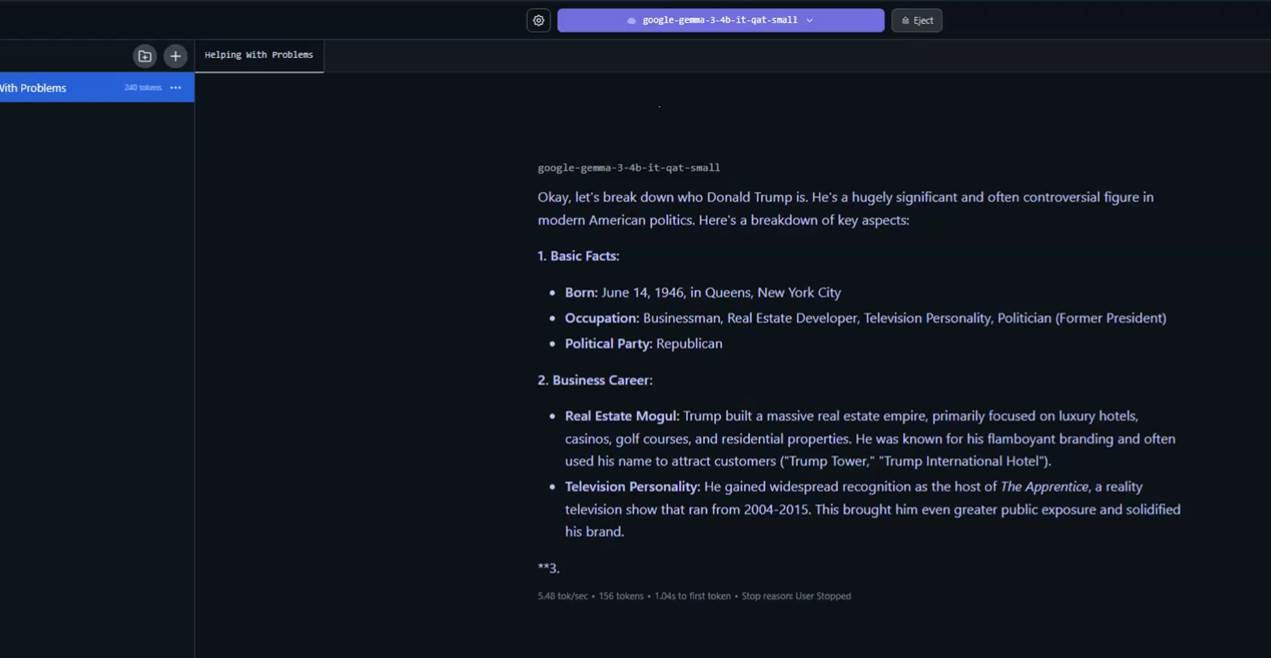 google-gemma-3-4b-it-qat-small
Eject
Helping With Problems
With Problems
240 tokens
google-gemma-3-4b-it-qat-small
Okay, let's break down who Donald Trump is. He's a hugely significant and often controversial figure in
modern American politics. Here's a breakdown of key aspects:
1. Basic Facts:
• Born: June 14, 1946, in Queens, New York City
• Occupation: Businessman, Real Estate Developer, Television Personality, Politician (Former President)
• Political Party: Republican
2. Business Career:
• Real Estate Mogul: Trump built a massive real estate empire, primarily focused on luxury hotels,
casinos, golf courses, and residential properties. He was known for his flamboyant branding and often
used his name to attract customers ("Trump Tower," "Trump International Hotel").
• Television Personality: He gained widespread recognition as the host of The Apprentice, a reality
television show that ran from 2004-2015. This brought him even greater public exposure and solidified
his brand.
**3.
5.48 tok/sec • 156 tokens • 1.04s to first token • Stop reason: User Stopped